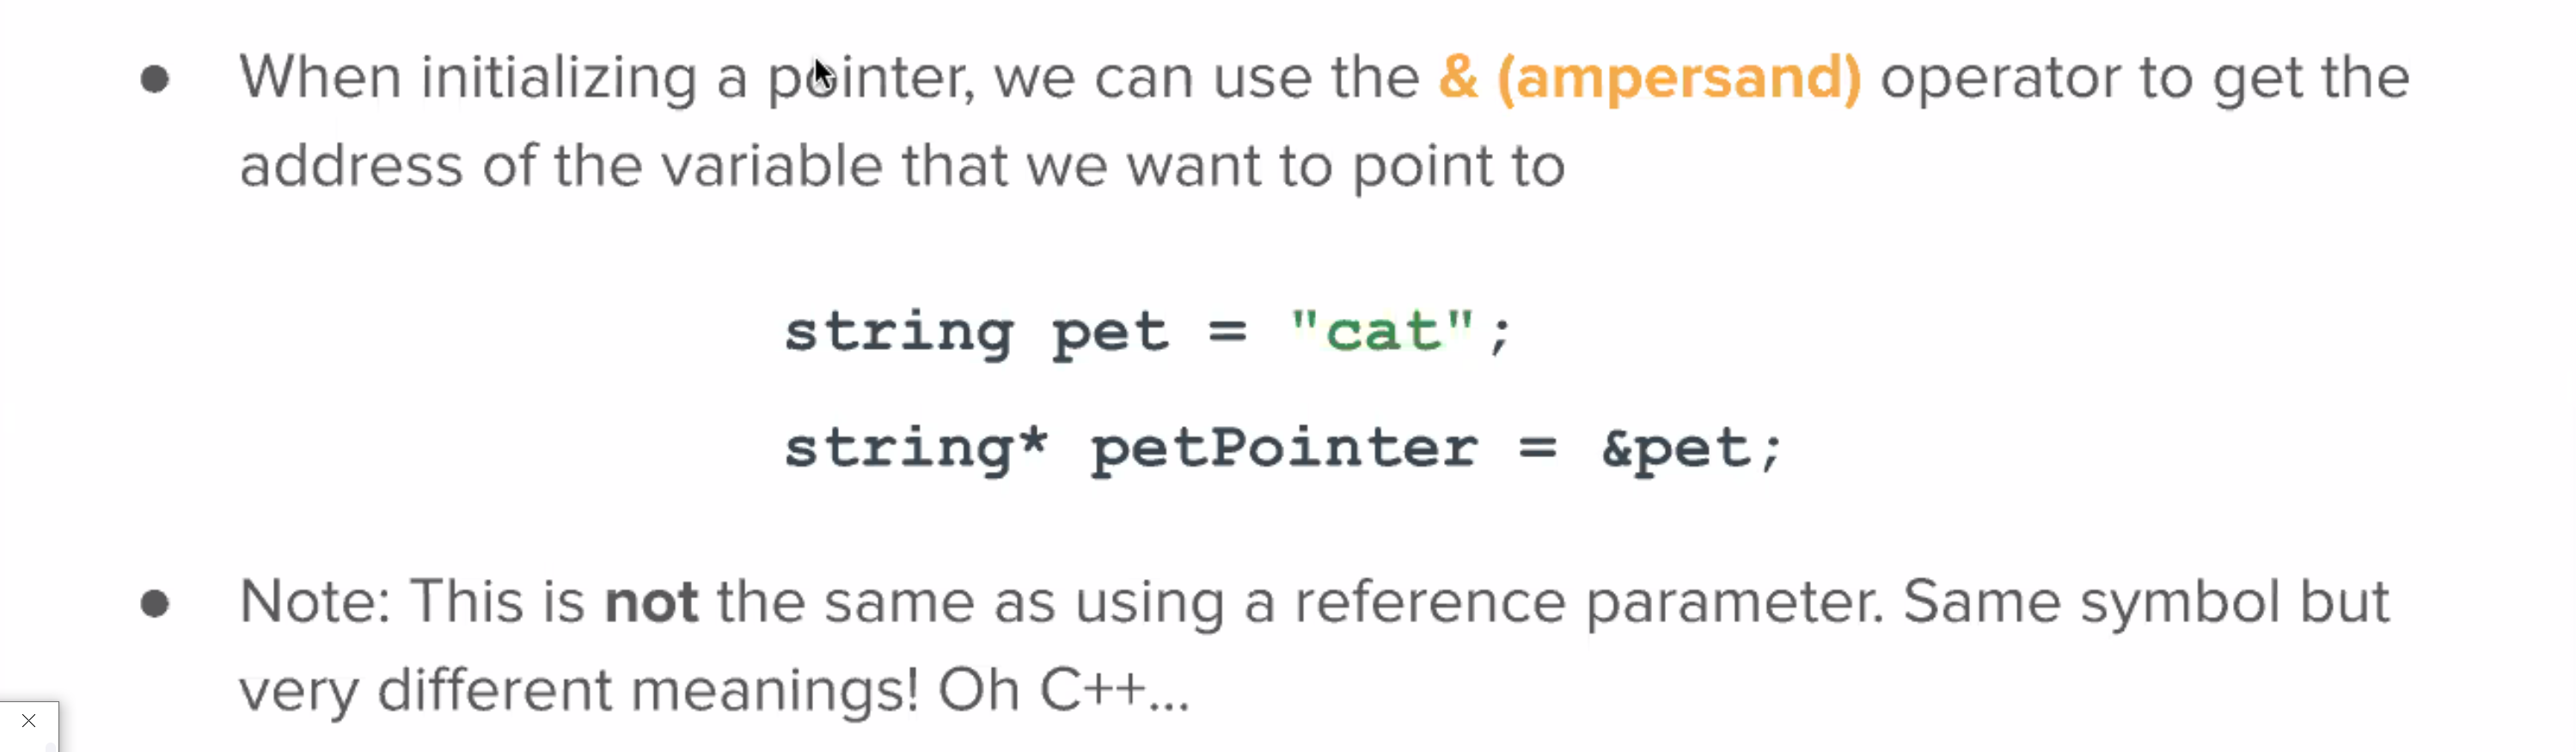 ● When initializing a pointer, we can use the & (ampersand) operator to get the
address of the variable that we want to point to
string pet = "cat";
string* petPointer = &pet;
● Note: This is not the same as using a reference parameter. Same symbol but
very different meanings! Oh C++...